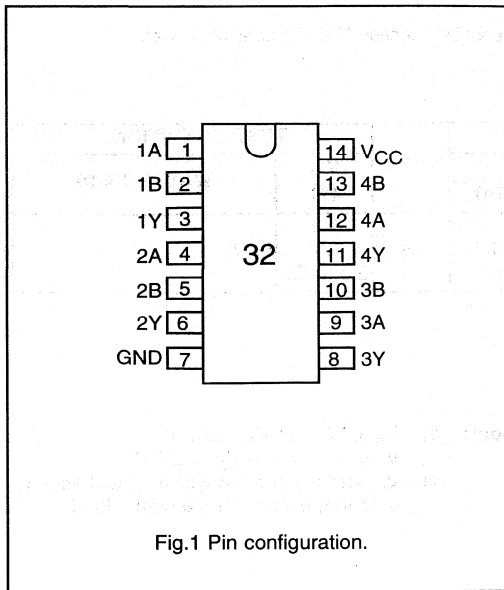 1A 1 14 VCC
1B 2 13 4B
1Y 3 12 4A
2A 4 32 11 4Y
2B 5 10 3B
2Y 6 9 3A
GND 7 8 3Y
Fig.1 Pin configuration.